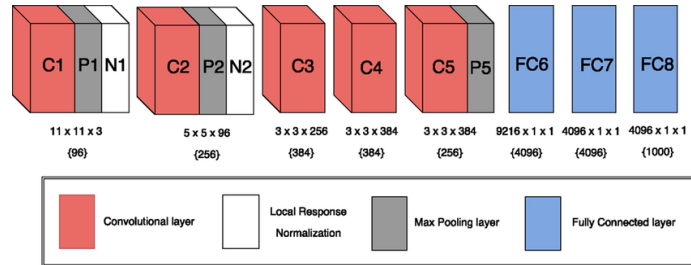 C1 P1 N1 C2 P2 N2 C3 C4 C5 P5 FC6 FC7 FC8
11 x 11 x 3 5 x 5 x 96 3 x 3 x 256 3 x 3 x 384 3 x 3 x 384 9216 x 1 x 1 4096 x 1 x 1 4096 x 1 x 1
{96} {256} {384} {384} {256} {4096} {4096} {1000}
Convolutional layer
Local Response
Normalization
Max Pooling layer
Fully Connected layer